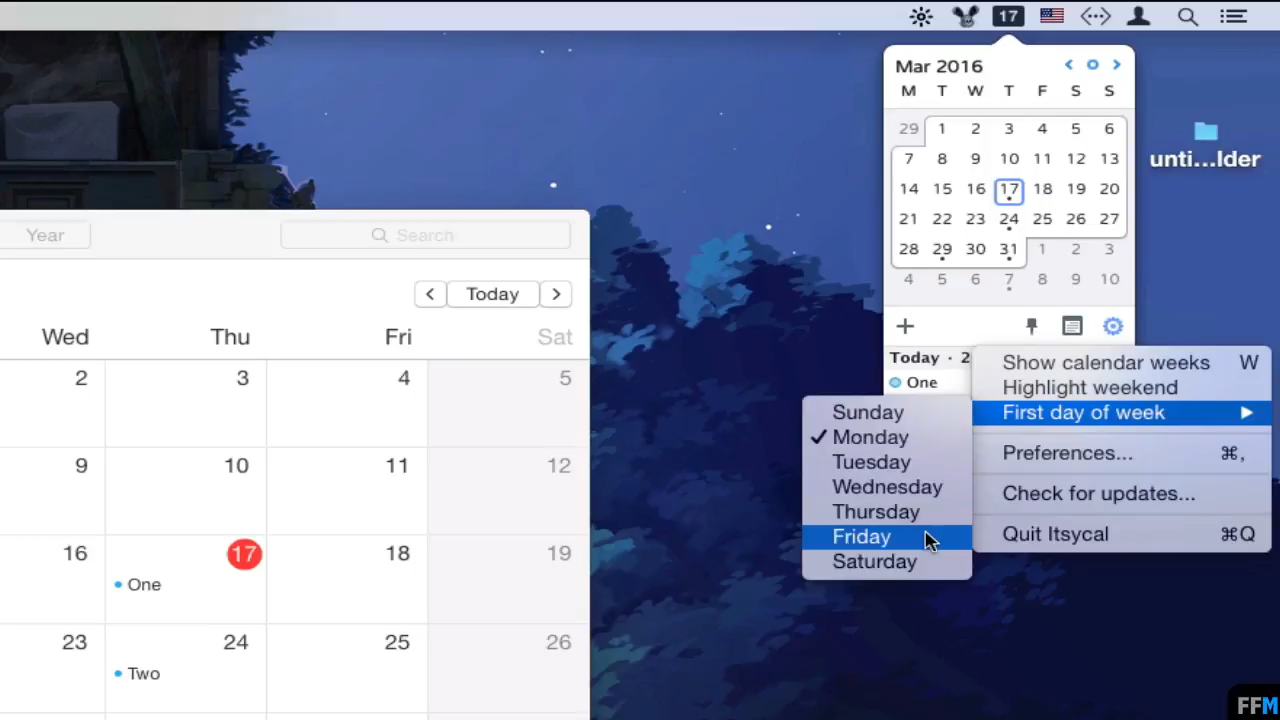 17
Mar 2016
M T W T F S S
29 1 2 3 4 5 6
7 8 9 10 11 12 13
14 15 16 17 18 19 20
21 22 23 24 25 26 27
28 29 30 31 1 2 3
4 5 6 7 8 9 10
unti...lder
Today · 2
One
Show calendar weeks W
Highlight weekend
First day of week
Preferences... ⌘,
Check for updates...
Quit Itsycal ⌘Q
Sunday
✓ Monday
Tuesday
Wednesday
Thursday
Friday
Saturday
Year
Search
< Today >
Wed Thu Fri Sat
2 3 4 5
9 10 11 12
16 17 18 19
One
23 24 25 26
Two
FFM